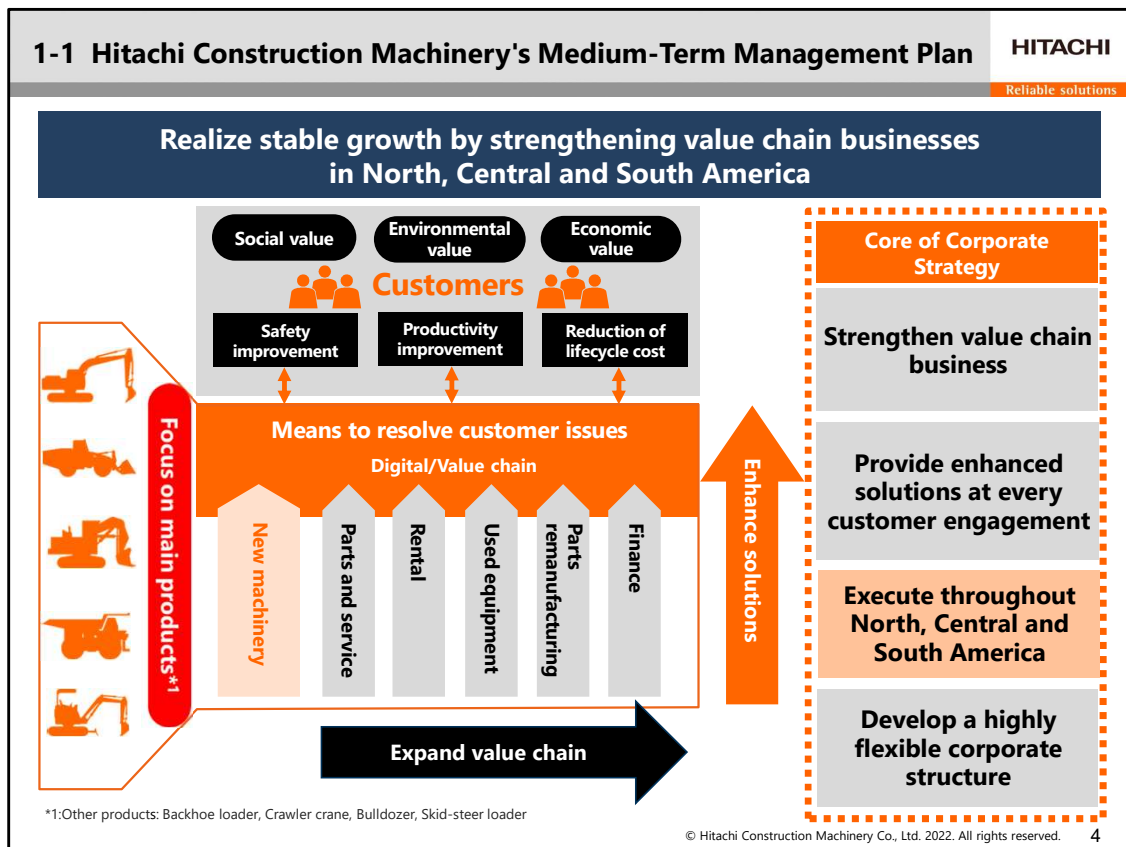 1-1 Hitachi Construction Machinery's Medium-Term Management Plan
HITACHI
Reliable solutions
Realize stable growth by strengthening value chain businesses
in North, Central and South America
Social value
Environmental
value
Economic
value
Customers
Safety
improvement
Productivity
improvement
Reduction of
lifecycle cost
Focus on main products*1
Means to resolve customer issues
Digital/Value chain
New machinery
Parts and service
Rental
Used equipment
Parts
remanufacturing
Finance
Expand value chain
Enhance solutions
Core of Corporate
Strategy
Strengthen value chain
business
Provide enhanced
solutions at every
customer engagement
Execute throughout
North, Central and
South America
Develop a highly
flexible corporate
structure
*1:Other products: Backhoe loader, Crawler crane, Bulldozer, Skid-steer loader
© Hitachi Construction Machinery Co., Ltd. 2022. All rights reserved. 4